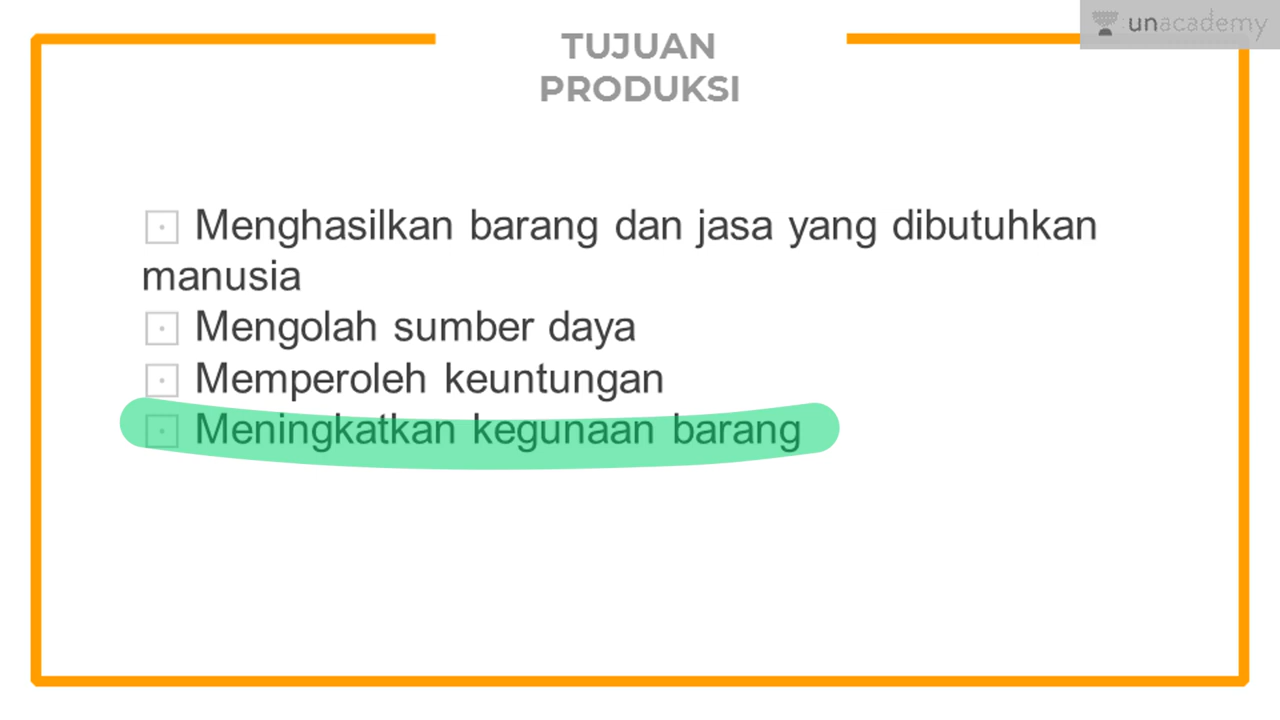 unacademy
TUJUAN
PRODUKSI
Menghasilkan barang dan jasa yang dibutuhkan
manusia
Mengolah sumber daya
Memperoleh keuntungan
Meningkatkan kegunaan barang